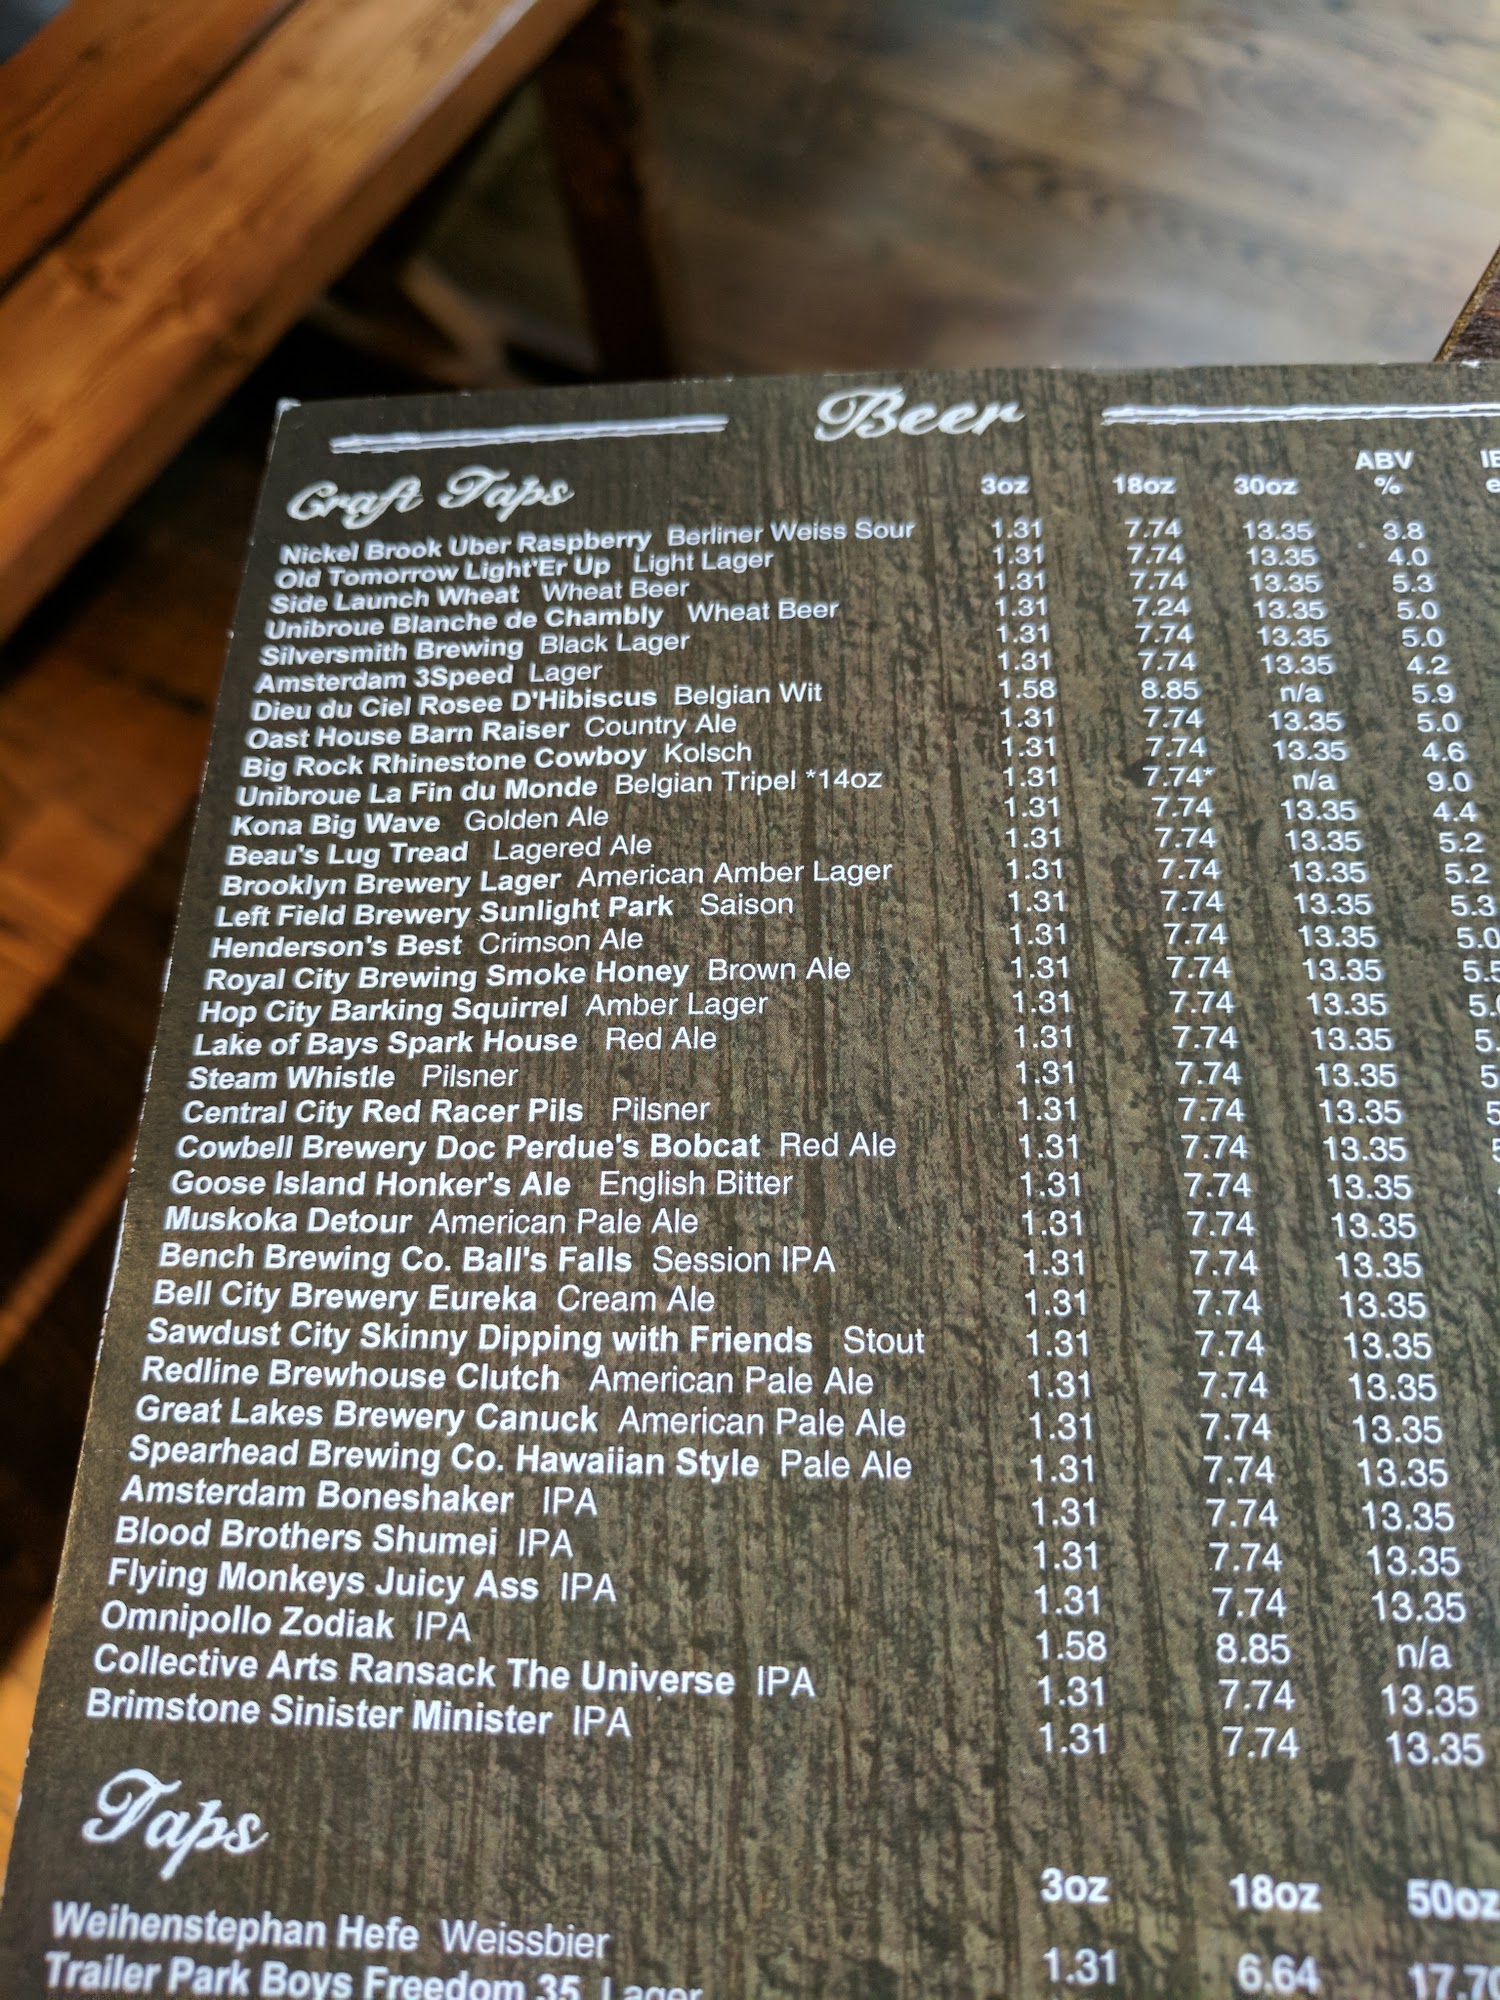 Beer
Craft Taps 3oz 18oz 30oz ABV %
Nickel Brook Uber Raspberry Berliner Weiss Sour 1.31 7.74 13.35 3.8
Old Tomorrow Light'Er Up Light Lager 1.31 7.74 13.35 4.0
Side Launch Wheat Wheat Beer 1.31 7.74 13.35 5.3
Unibroue Blanche de Chambly Wheat Beer 1.31 7.24 13.35 5.0
Silversmith Brewing Black Lager 1.31 7.74 13.35 5.0
Amsterdam 3Speed Lager 1.31 7.74 13.35 4.2
Dieu du Ciel Rosee D'Hibiscus Belgian Wit 1.58 8.85 n/a 5.9
Oast House Barn Raiser Country Ale 1.31 7.74 13.35 5.0
Big Rock Rhinestone Cowboy Kolsch 1.31 7.74 13.35 4.6
Unibroue La Fin du Monde Belgian Tripel *14oz 1.31 7.74* n/a 9.0
Kona Big Wave Golden Ale 1.31 7.74 13.35 4.4
Beau's Lug Tread Lagered Ale 1.31 7.74 13.35 5.2
Brooklyn Brewery Lager American Amber Lager 1.31 7.74 13.35 5.2
Left Field Brewery Sunlight Park Saison 1.31 7.74 13.35 5.3
Henderson's Best Crimson Ale 1.31 7.74 13.35 5.0
Royal City Brewing Smoke Honey Brown Ale 1.31 7.74 13.35
Hop City Barking Squirrel Amber Lager 1.31 7.74 13.35
Lake of Bays Spark House Red Ale 1.31 7.74 13.35
Steam Whistle Pilsner 1.31 7.74 13.35
Central City Red Racer Pils Pilsner 1.31 7.74 13.35
Cowbell Brewery Doc Perdue's Bobcat Red Ale 1.31 7.74 13.35
Goose Island Honker's Ale English Bitter 1.31 7.74 13.35
Muskoka Detour American Pale Ale 1.31 7.74 13.35
Bench Brewing Co. Ball's Falls Session IPA 1.31 7.74 13.35
Bell City Brewery Eureka Cream Ale 1.31 7.74 13.35
Sawdust City Skinny Dipping with Friends Stout 1.31 7.74 13.35
Redline Brewhouse Clutch American Pale Ale 1.31 7.74 13.35
Great Lakes Brewery Canuck American Pale Ale 1.31 7.74 13.35
Spearhead Brewing Co. Hawaiian Style Pale Ale 1.31 7.74 13.35
Amsterdam Boneshaker IPA 1.31 7.74 13.35
Blood Brothers Shumei IPA 1.31 7.74 13.35
Flying Monkeys Juicy Ass IPA 1.31 7.74 13.35
Omnipollo Zodiak IPA 1.58 8.85 n/a
Collective Arts Ransack The Universe IPA 1.31 7.74 13.35
Brimstone Sinister Minister IPA 1.31 7.74 13.35
Taps 3oz 18oz 50oz
Weihenstephan Hefe Weissbier 1.31 6.64 17.70
Trailer Park Boys Freedom 35 Lager